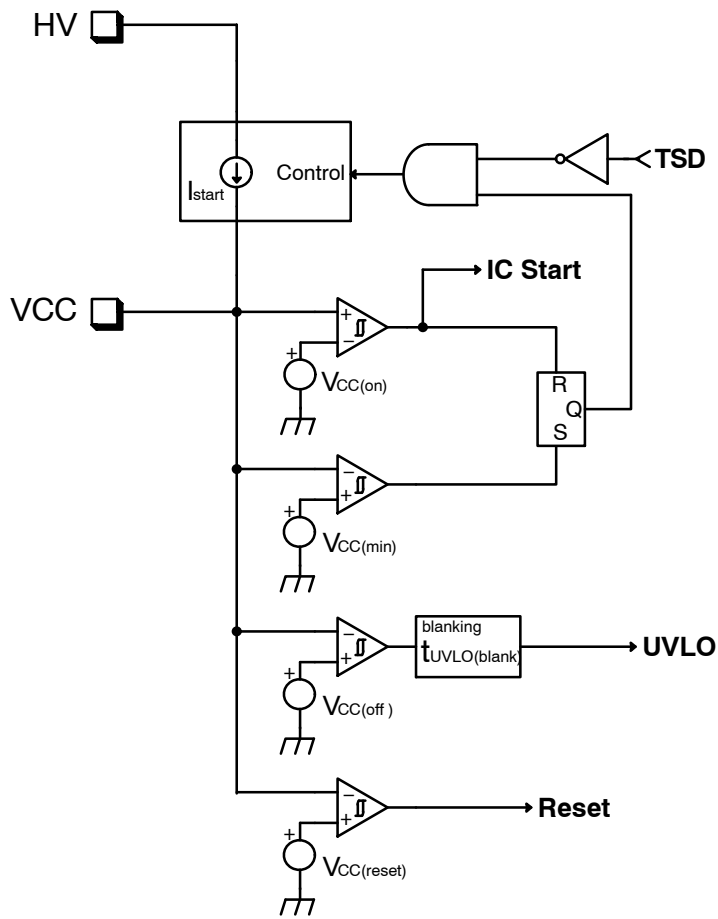 HV
Istart
Control
TSD
IC Start
VCC
+
−
+
VCC(on)
R
Q
S
−
+
+
VCC(min)
blanking
tUVLO(blank)
UVLO
−
+
+
VCC(off )
Reset
−
+
+
VCC(reset)